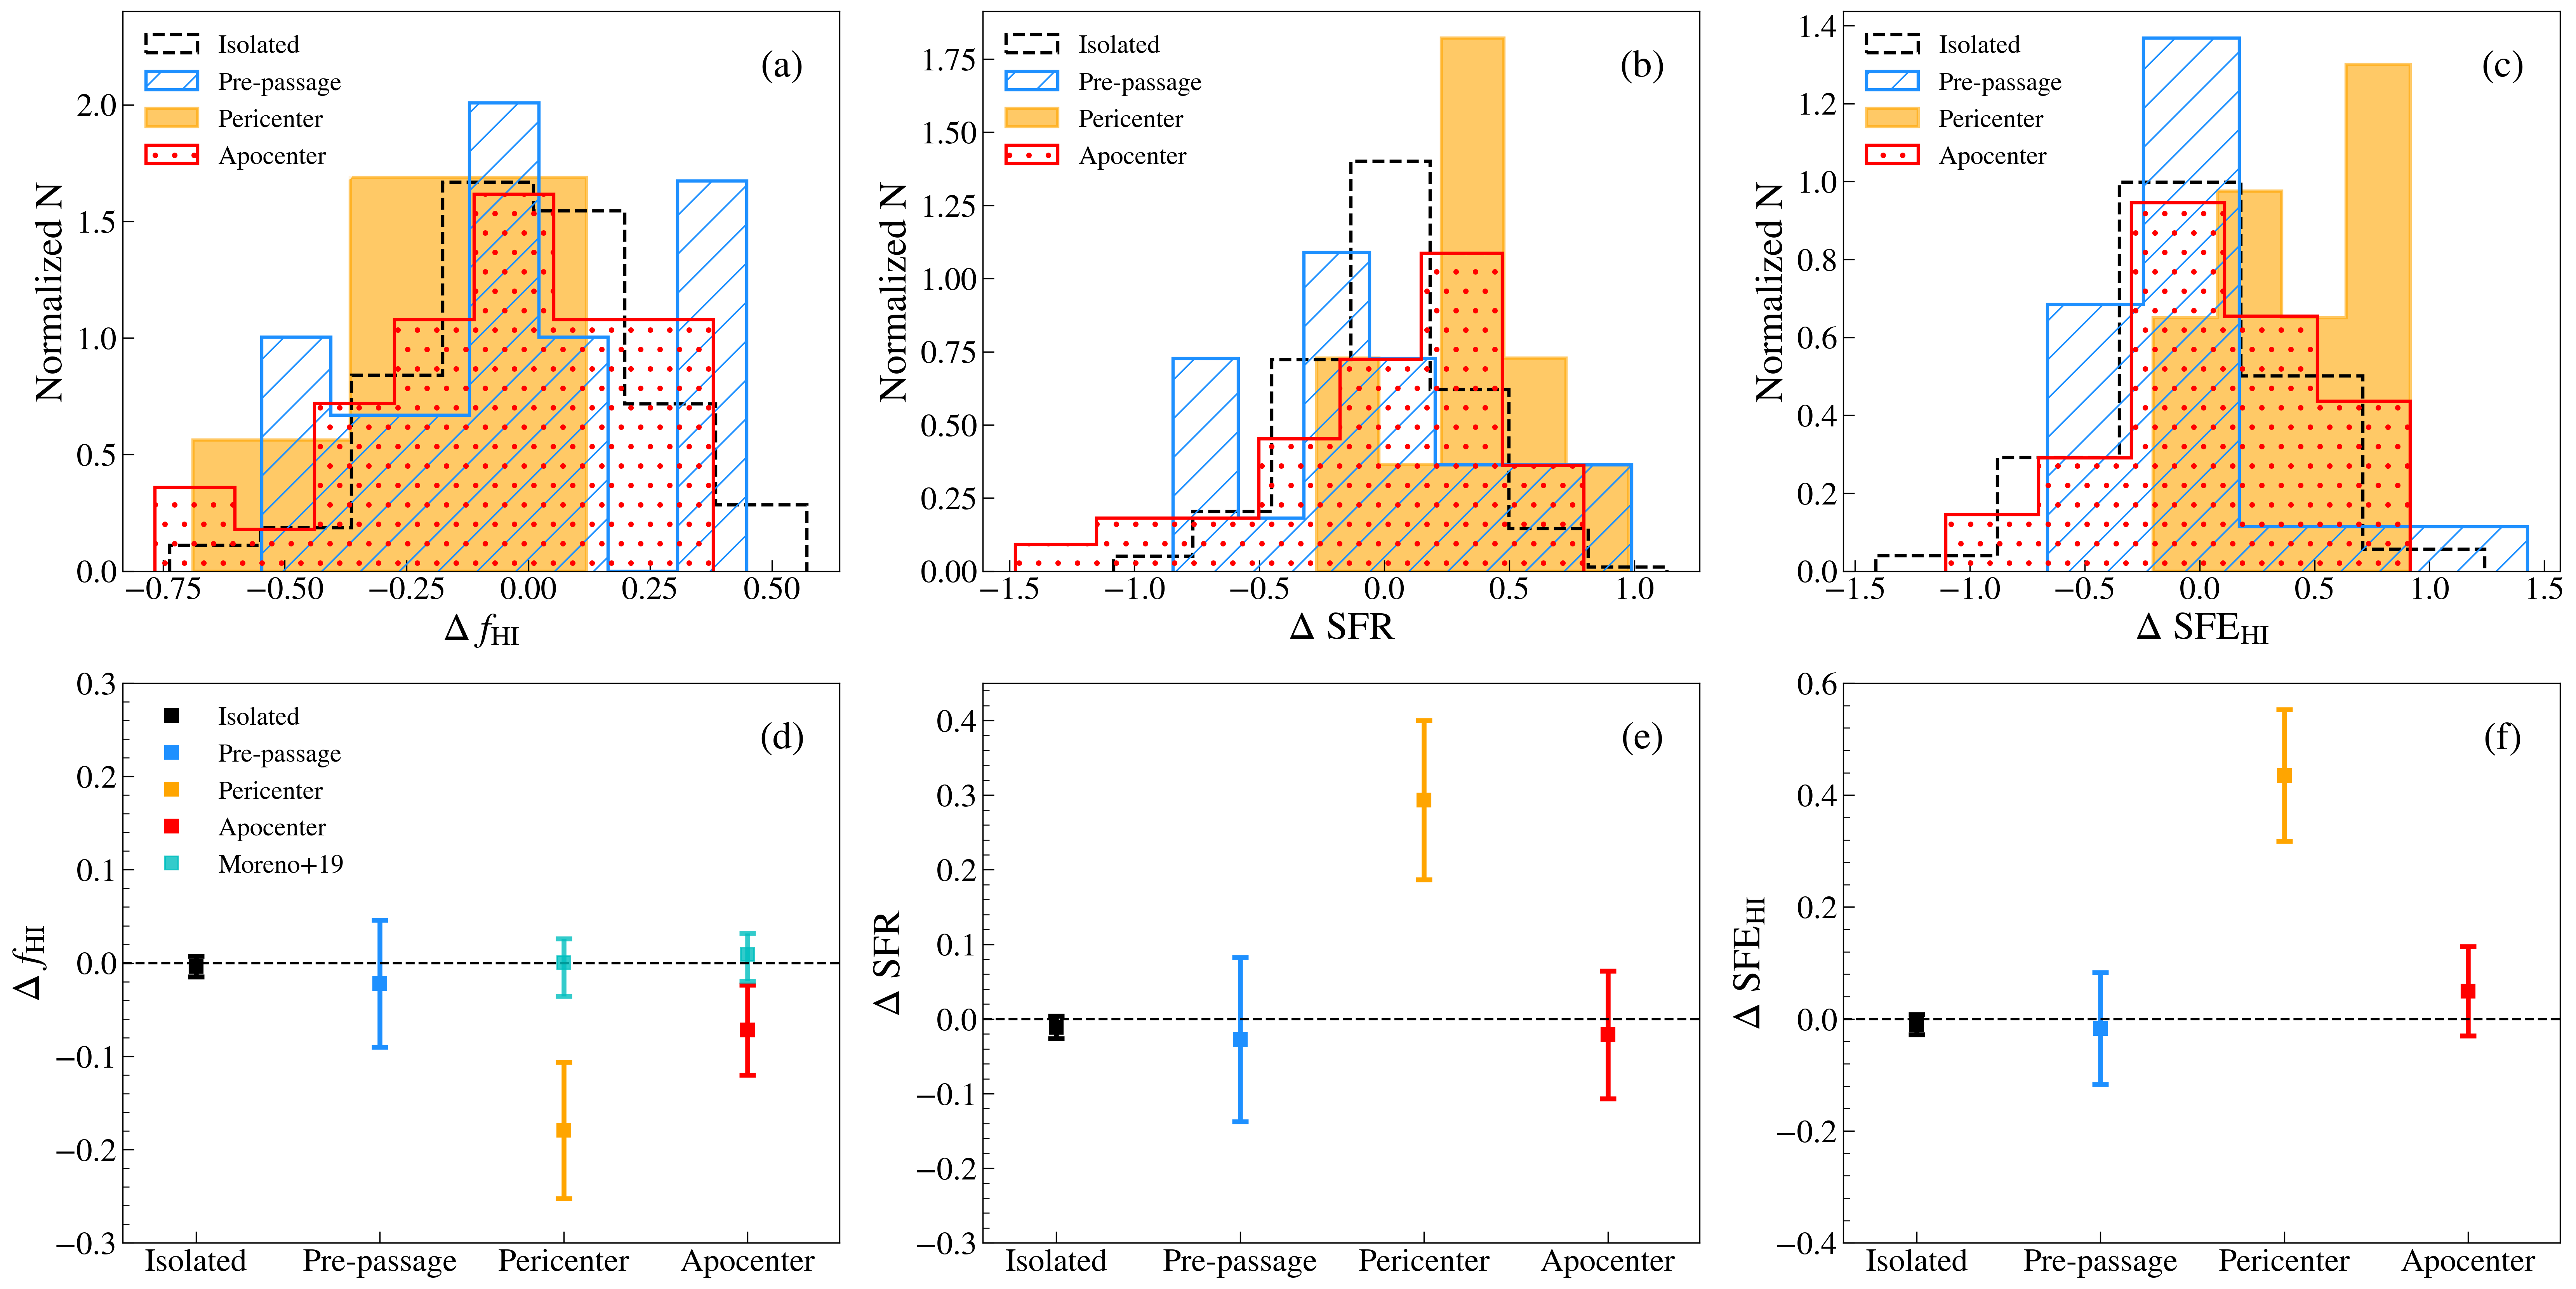 Isolated
Pre-passage
Pericenter
Apocenter
(a)
Normalized N
2.0
1.5
1.0
0.5
0.0
−0.75 −0.50 −0.25 0.00 0.25 0.50
Δ fHI
Isolated
Pre-passage
Pericenter
Apocenter
(b)
Normalized N
1.75
1.50
1.25
1.00
0.75
0.50
0.25
0.00
−1.5 −1.0 −0.5 0.0 0.5 1.0
Δ SFR
Isolated
Pre-passage
Pericenter
Apocenter
(c)
Normalized N
1.4
1.2
1.0
0.8
0.6
0.4
0.2
0.0
−1.5 −1.0 −0.5 0.0 0.5 1.0 1.5
Δ SFEHI
Isolated
Pre-passage
Pericenter
Apocenter
Moreno+19
(d)
Δ fHI
0.3
0.2
0.1
0.0
−0.1
−0.2
−0.3
Isolated Pre-passage Pericenter Apocenter
(e)
Δ SFR
0.4
0.3
0.2
0.1
0.0
−0.1
−0.2
−0.3
Isolated Pre-passage Pericenter Apocenter
(f)
Δ SFEHI
0.6
0.4
0.2
0.0
−0.2
−0.4
Isolated Pre-passage Pericenter Apocenter